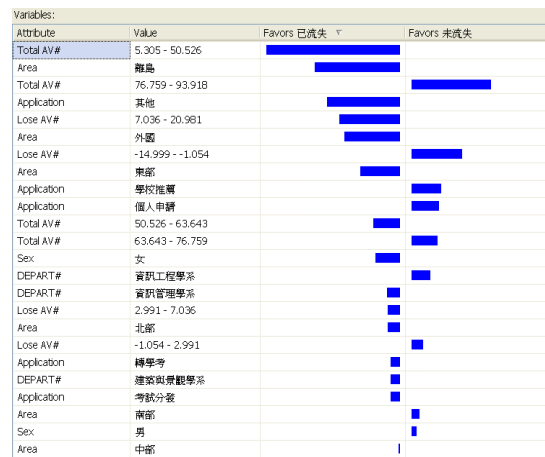 Variables:
Attribute Value Favors 已流失 Favors 未流失
Total AV# 5.305 - 50.526
Area 離島
Total AV# 76.759 - 93.918
Application 其他
Lose AV# 7.036 - 20.981
Area 外國
Lose AV# -14.999 - -1.054
Area 東部
Application 學校推薦
Application 個人申請
Total AV# 50.526 - 63.643
Total AV# 63.643 - 76.759
Sex 女
DEPART# 資訊工程學系
DEPART# 資訊管理學系
Lose AV# 2.991 - 7.036
Area 北部
Lose AV# -1.054 - 2.991
Application 轉學考
DEPART# 建築與景觀學系
Application 考試分發
Area 南部
Sex 男
Area 中部